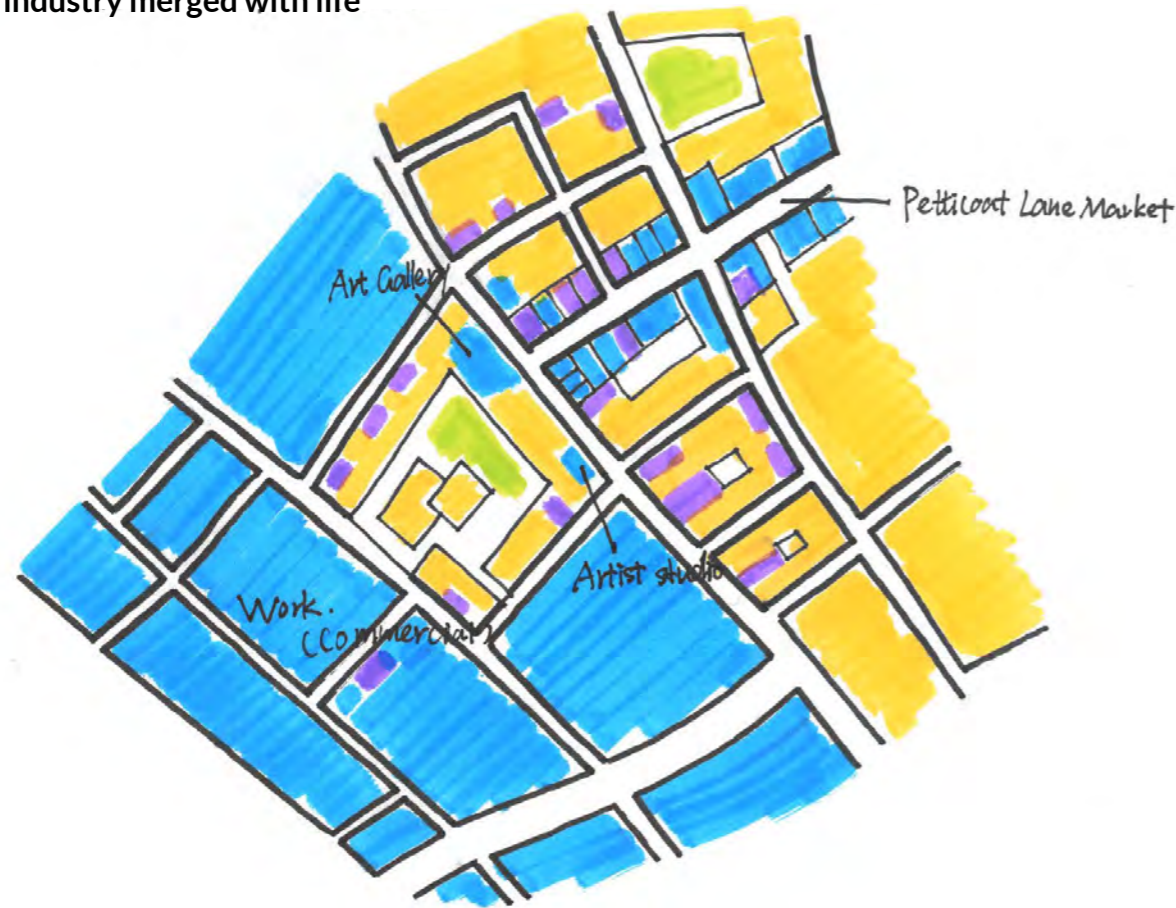 industry merged with life
Petticoat Lane Market
Art Gallery
Artist studio
Work.
(Commercial)